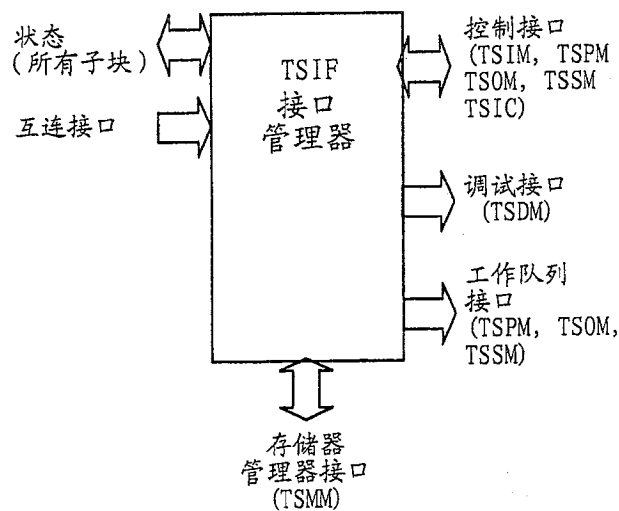 状态
(所有子块)
互连接口
TSIF
接口
管理器
控制接口
(TSIM, TSPM
TSOM, TSSM
TSIC)
调试接口
(TSDM)
工作队列
接口
(TSPM, TSOM,
TSSM)
存储器
管理器接口
(TSMM)